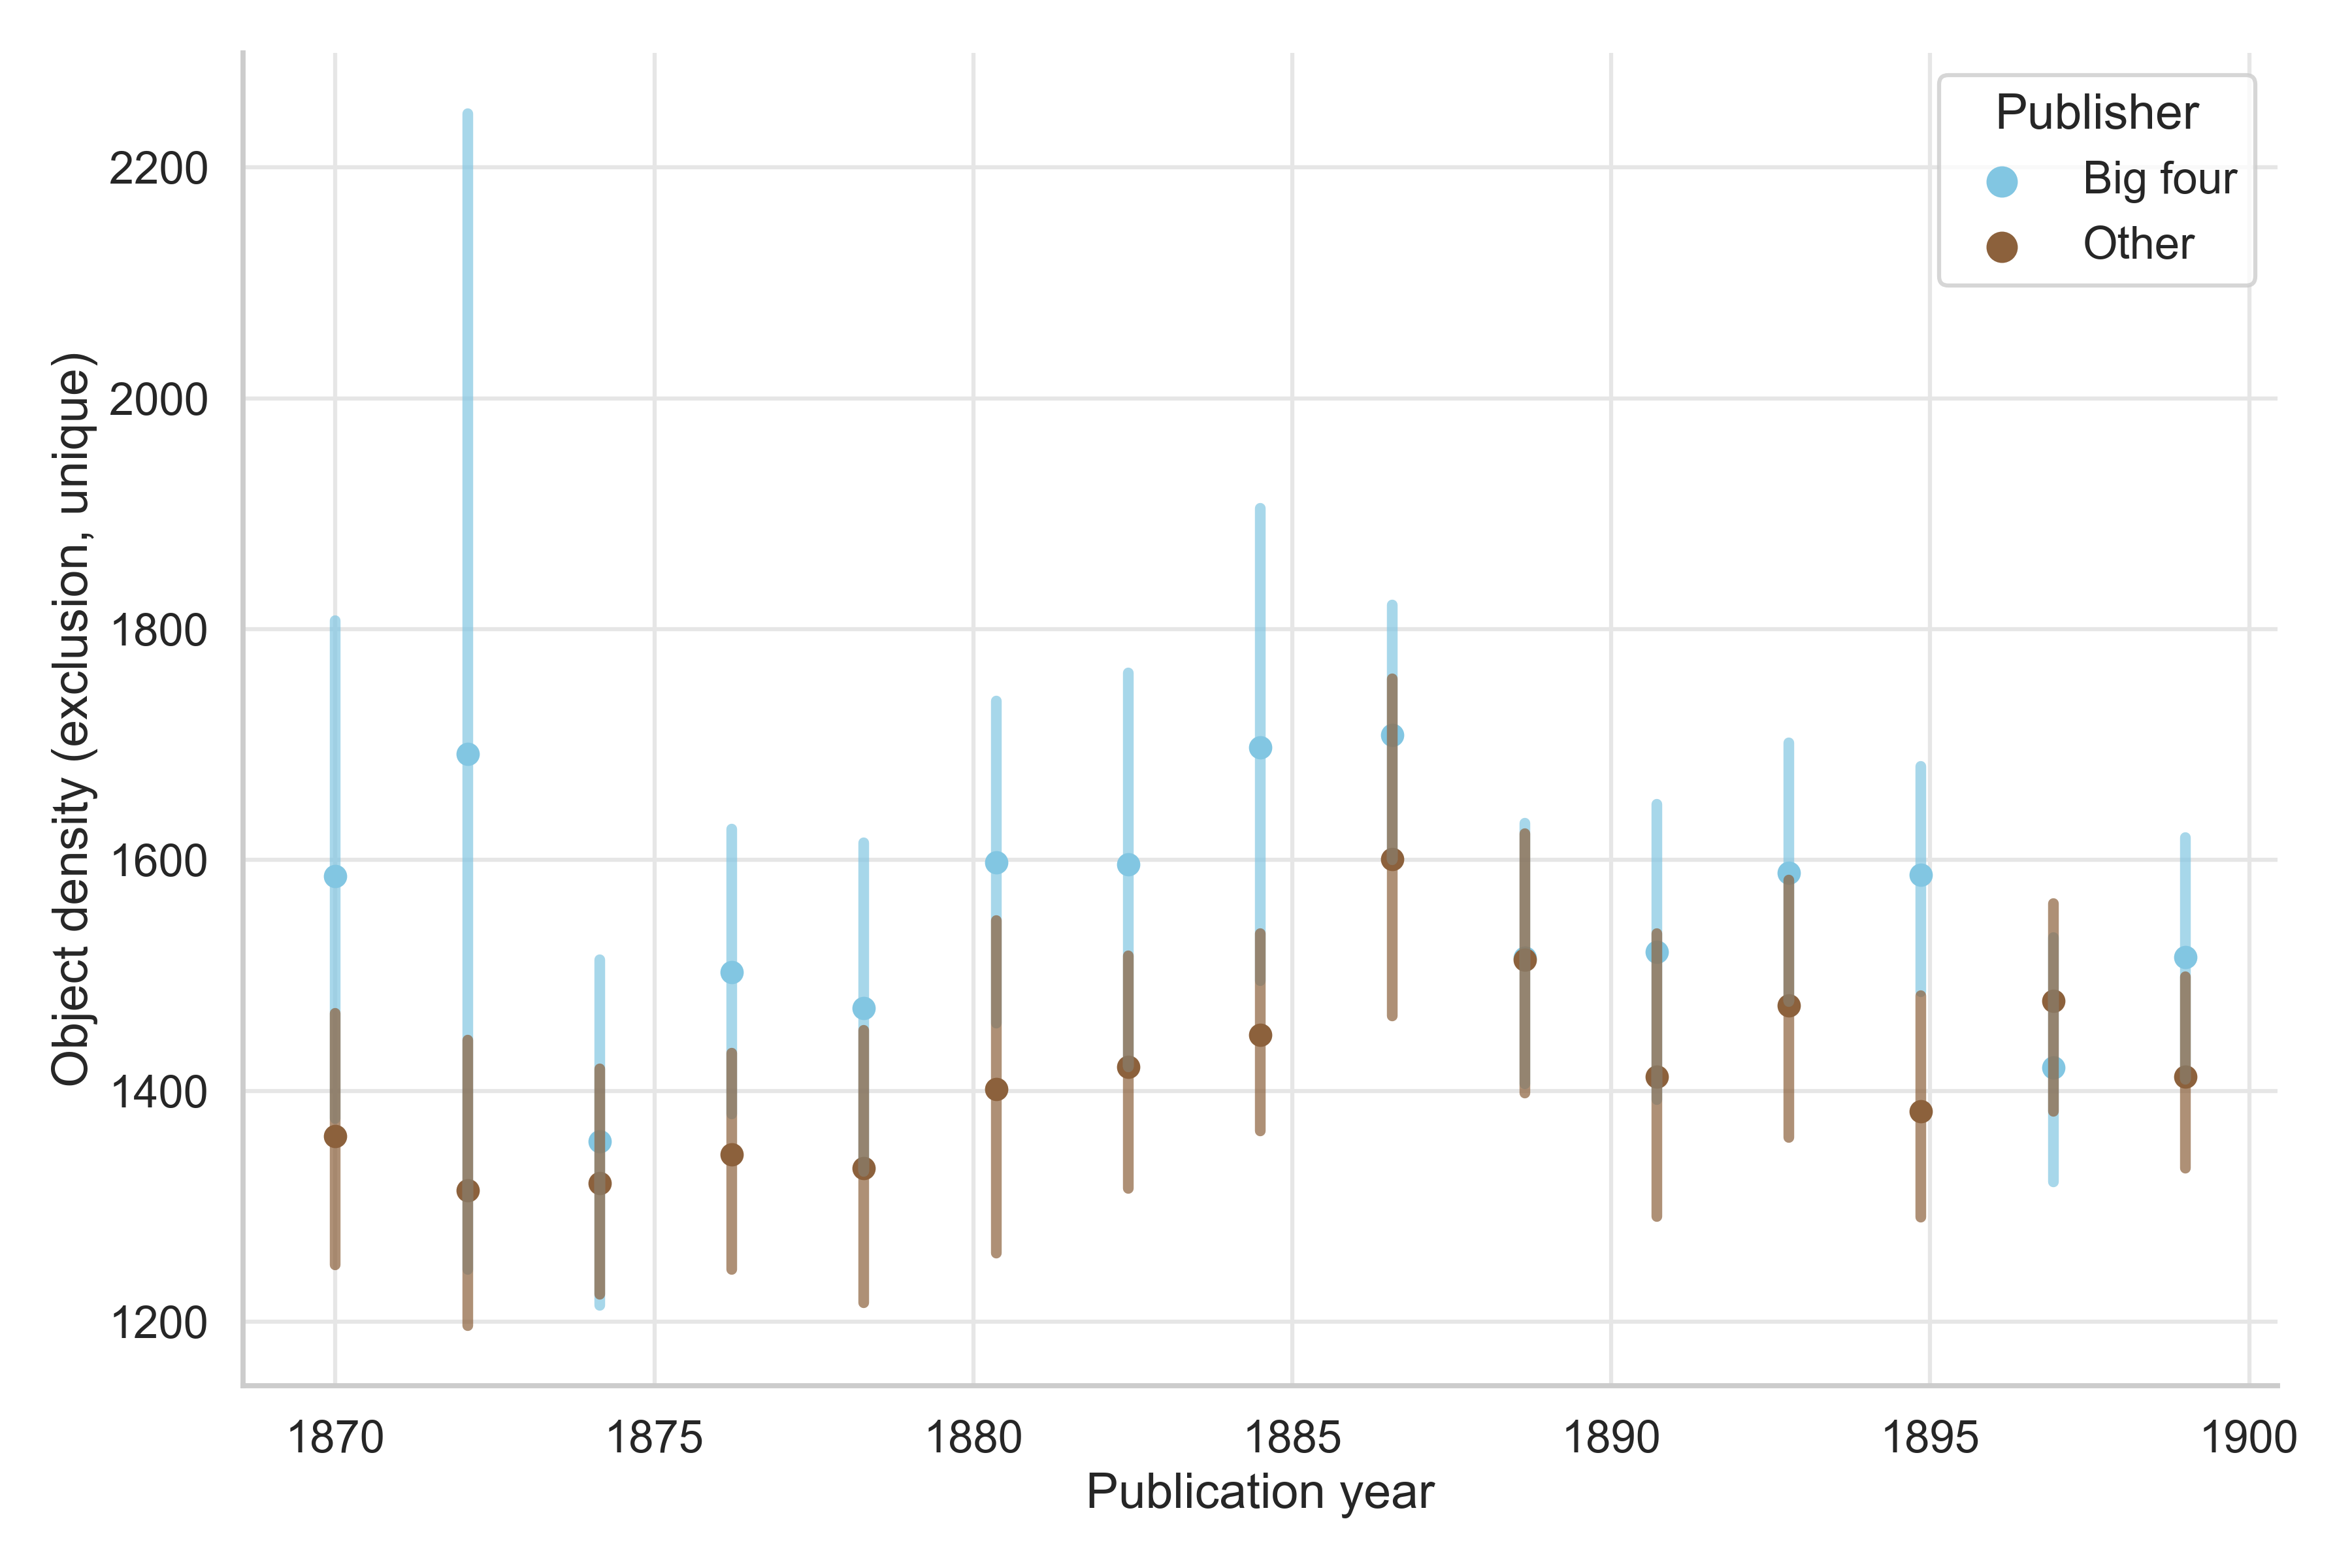 Publisher
Big four
Other
Object density (exclusion, unique)
2200
2000
1800
1600
1400
1200
1870 1875 1880 1885 1890 1895 1900
Publication year